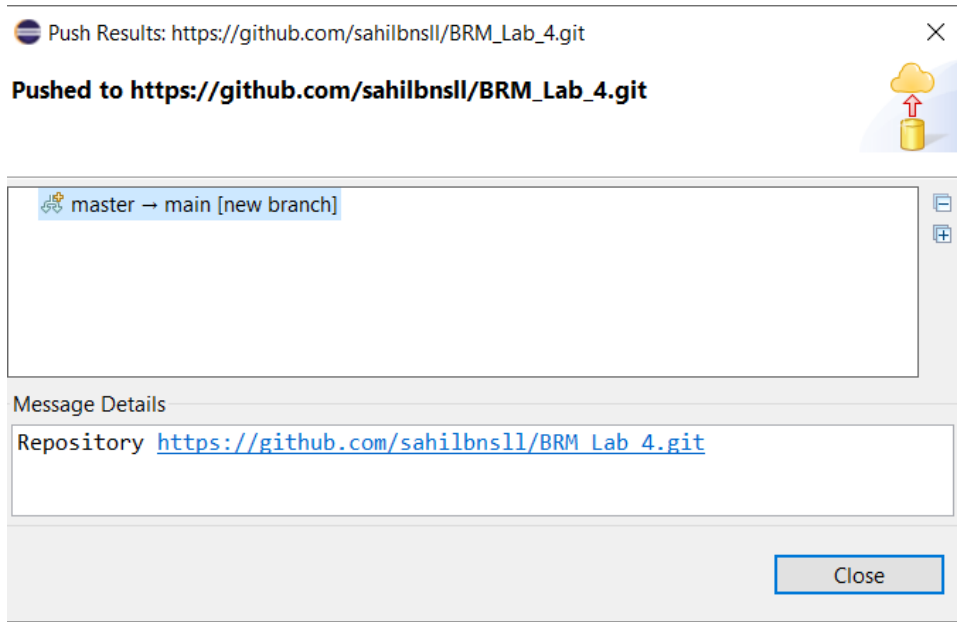 Push Results: https://github.com/sahilbnsll/BRM_Lab_4.git
Pushed to https://github.com/sahilbnsll/BRM_Lab_4.git
master → main [new branch]
Message Details
Repository https://github.com/sahilbnsll/BRM_Lab_4.git
Close